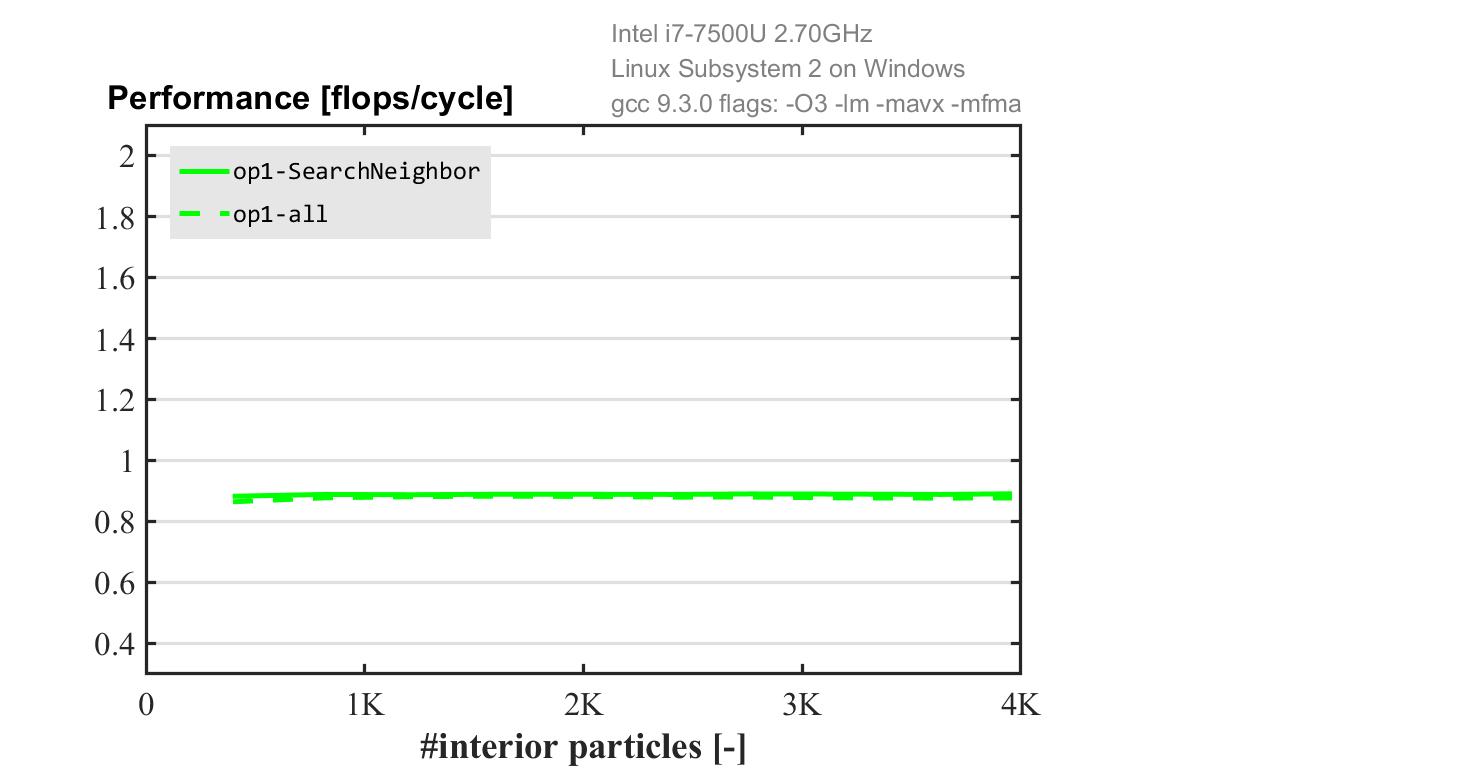 Intel i7-7500U 2.70GHz
Linux Subsystem 2 on Windows
gcc 9.3.0 flags: -O3 -lm -mavx -mfma
Performance [flops/cycle]
op1-SearchNeighbor
op1-all
2
1.8
1.6
1.4
1.2
1
0.8
0.6
0.4
0 1K 2K 3K 4K
#interior particles [-]